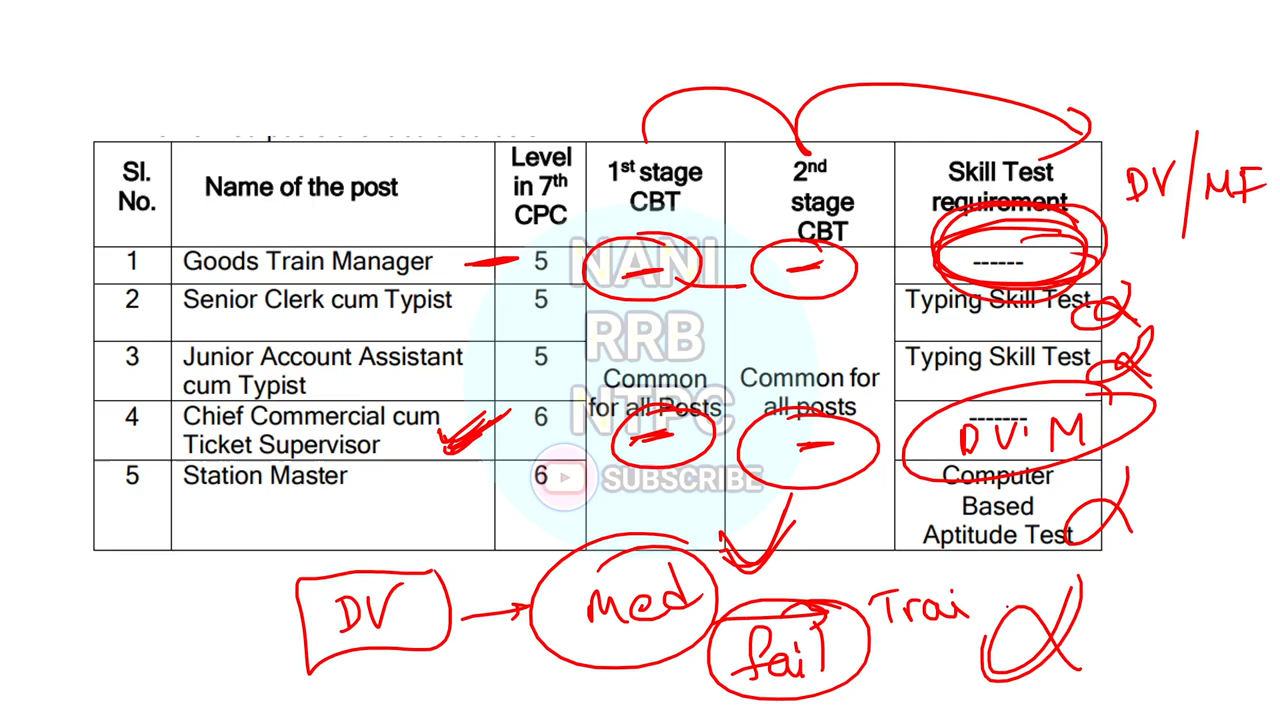 Sl. No.
Name of the post
Level in 7th CPC
1st stage CBT
2nd stage CBT
Skill Test requirement
DV/MF
1
Goods Train Manager
5
------
2
Senior Clerk cum Typist
5
Typing Skill Test
3
Junior Account Assistant cum Typist
5
Typing Skill Test
Common for all Posts
Common for all posts
4
Chief Commercial cum Ticket Supervisor
6
-------
DV. M
5
Station Master
6
Computer Based Aptitude Test
NANI
RRB
NTPC
SUBSCRIBE
DV
Med
fail
Trai